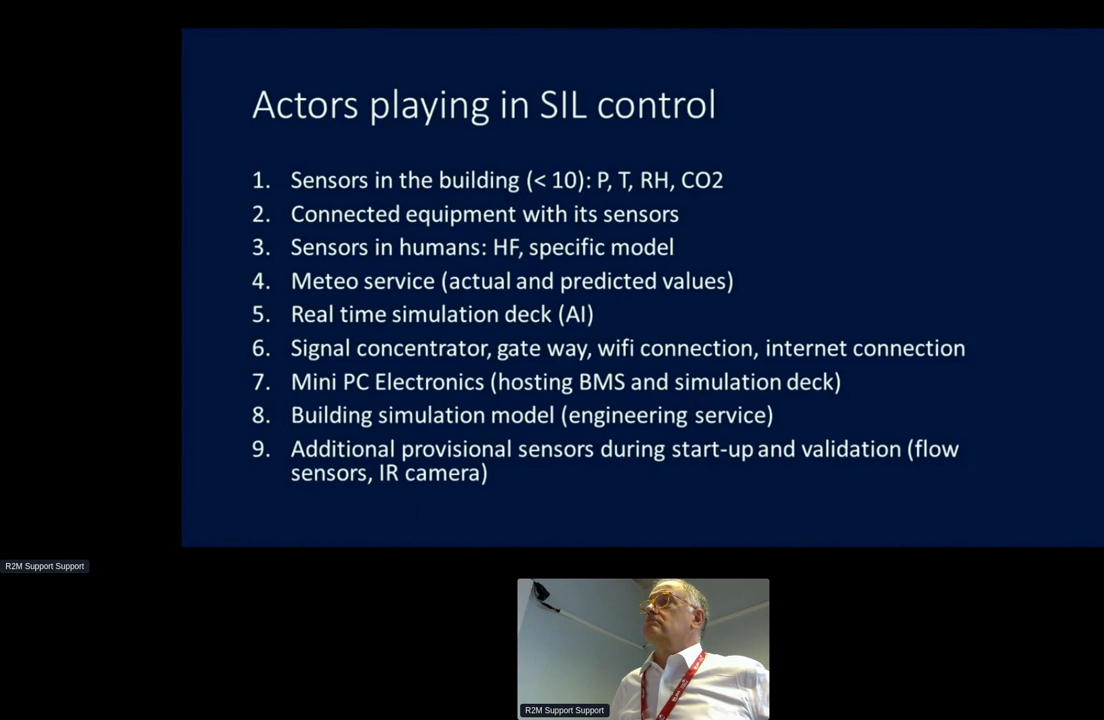 Actors playing in SIL control
1. Sensors in the building (< 10): P, T, RH, CO2
2. Connected equipment with its sensors
3. Sensors in humans: HF, specific model
4. Meteo service (actual and predicted values)
5. Real time simulation deck (AI)
6. Signal concentrator, gate way, wifi connection, internet connection
7. Mini PC Electronics (hosting BMS and simulation deck)
8. Building simulation model (engineering service)
9. Additional provisional sensors during start-up and validation (flow
sensors, IR camera)
R2M Support Support
R2M Support Support